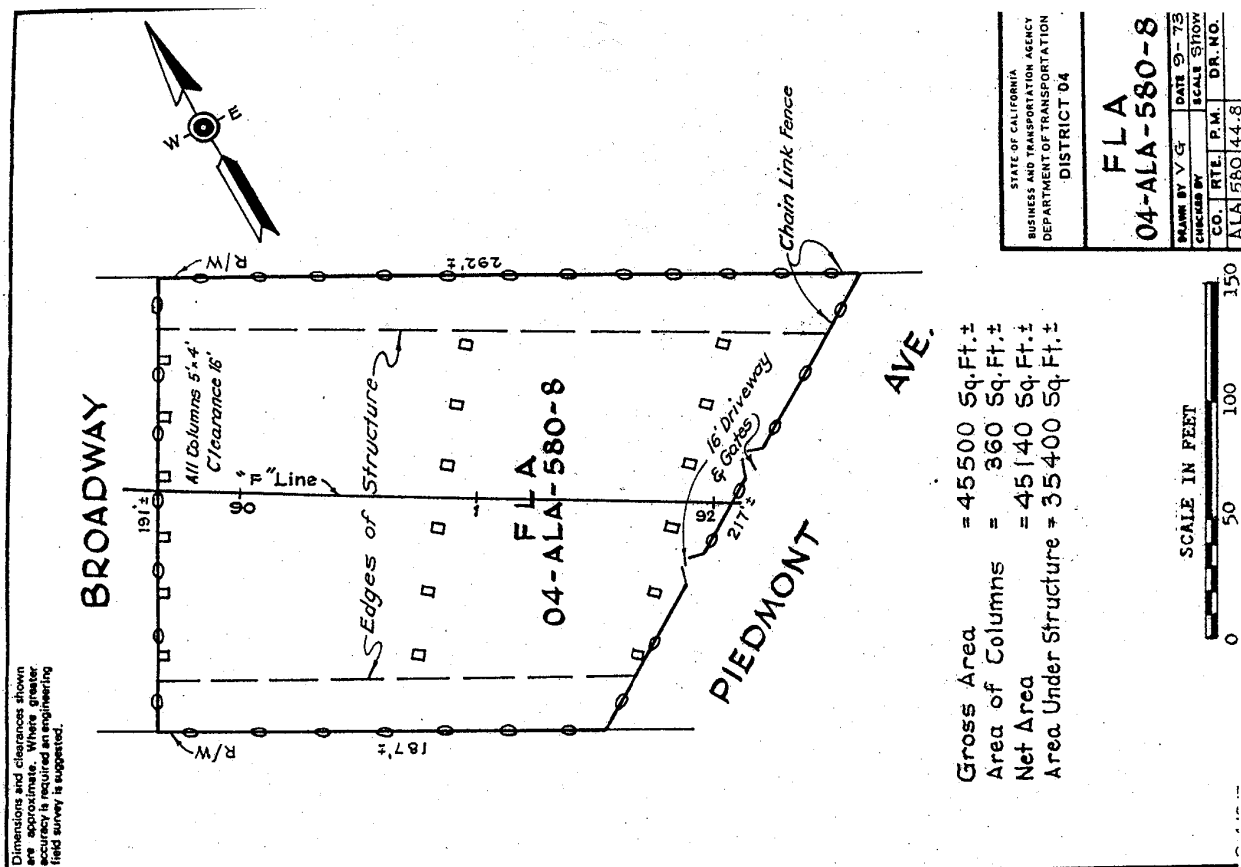 Dimensions and clearances shown
are approximate. Where greater
accuracy is required an engineering
field survey is suggested.
BROADWAY
W
E
R/W
292'±
Chain Link Fence
191'±
All Columns 5'x4'
Clearance 16'
"F" Line
90
1
92
Edges of Structure
FLA
04-ALA-580-8
16' Driveway
& Gates
217'±
PIEDMONT
AVE.
R/W
187'±
Gross Area = 45500 Sq.Ft.±
Area of Columns = 360 Sq.Ft.±
Net Area = 45140 Sq.Ft.±
Area Under Structure = 35400 Sq.Ft.±
SCALE IN FEET
0 50 100 150
STATE OF CALIFORNIA
BUSINESS AND TRANSPORTATION AGENCY
DEPARTMENT OF TRANSPORTATION
DISTRICT 04
FLA
04-ALA-580-8
DRAWN BY VG DATE 9-73
CHECKED BY SCALE Show
CO. RTE. P.M. DR. NO.
ALA 580 44.8